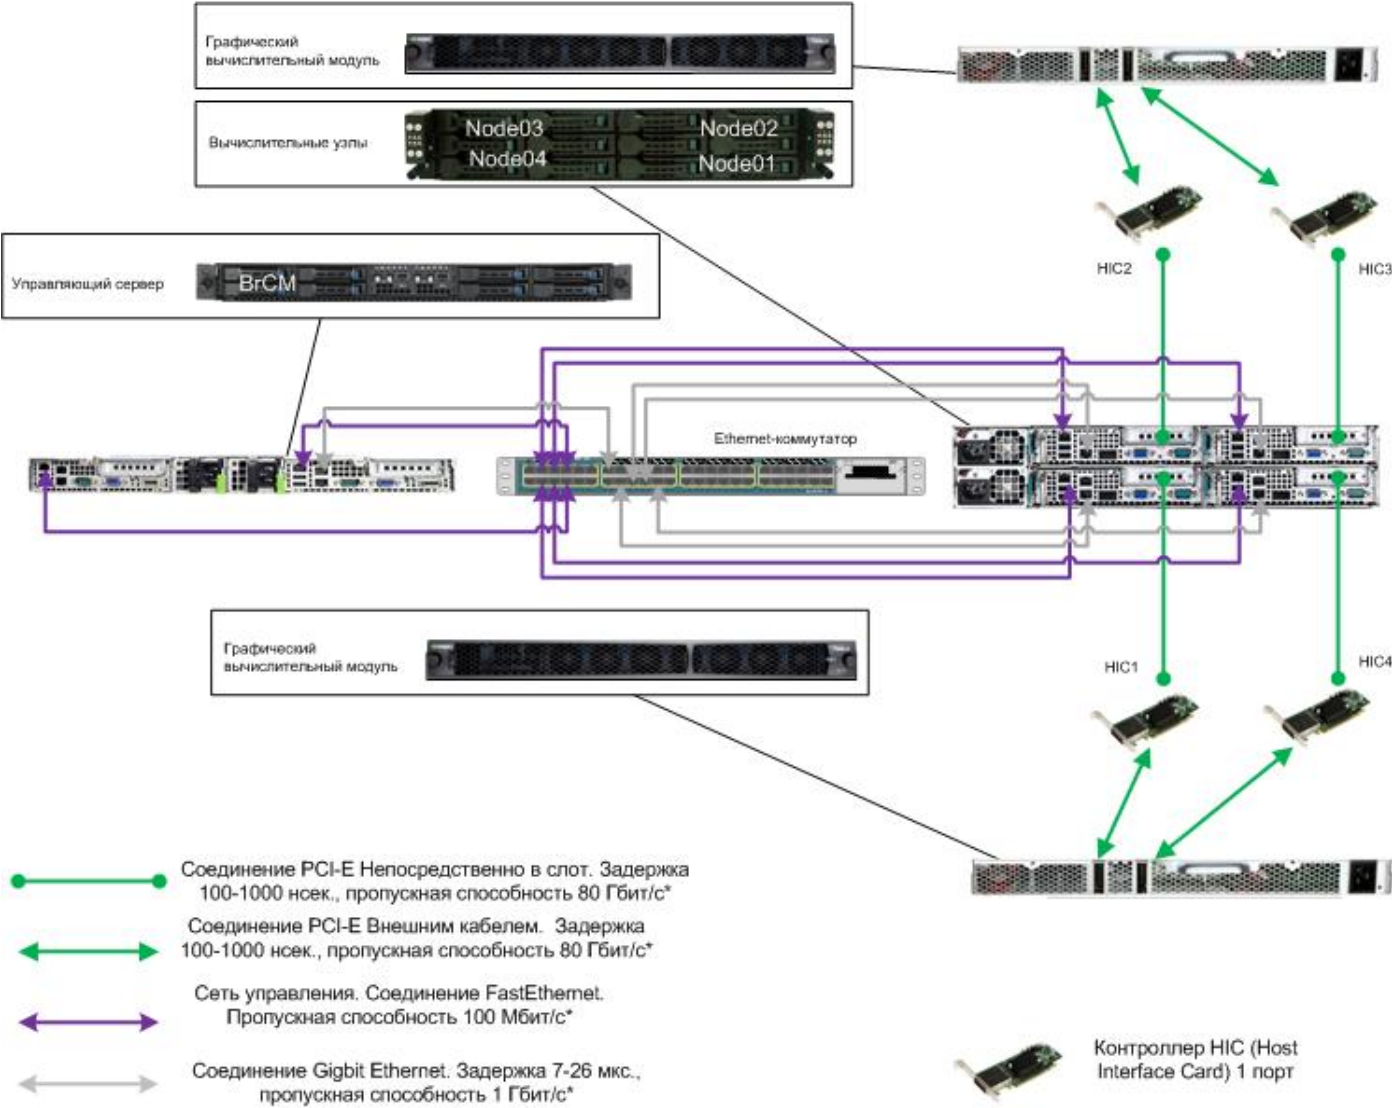 Графический
вычислительный модуль
Вычислительные узлы
Node03
Node02
Node04
Node01
HIC2
HIC3
Управляющий сервер
BrCM
Ethernet-коммутатор
Графический
вычислительный модуль
HIC1
HIC4
Соединение PCI-E Непосредственно в слот. Задержка
100-1000 нсек., пропускная способность 80 Гбит/с*
Соединение PCI-E Внешним кабелем. Задержка
100-1000 нсек., пропускная способность 80 Гбит/с*
Сеть управления. Соединение FastEthernet.
Пропускная способность 100 Мбит/с*
Соединение Gigbit Ethernet. Задержка 7-26 мкс.,
пропускная способность 1 Гбит/с*
Контроллер HIC (Host
Interface Card) 1 порт